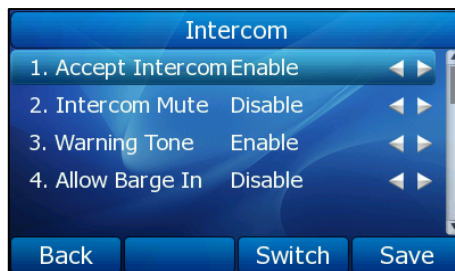 Intercom
1. Accept Intercom Enable
2. Intercom Mute Disable
3. Warning Tone Enable
4. Allow Barge In Disable
Back Switch Save